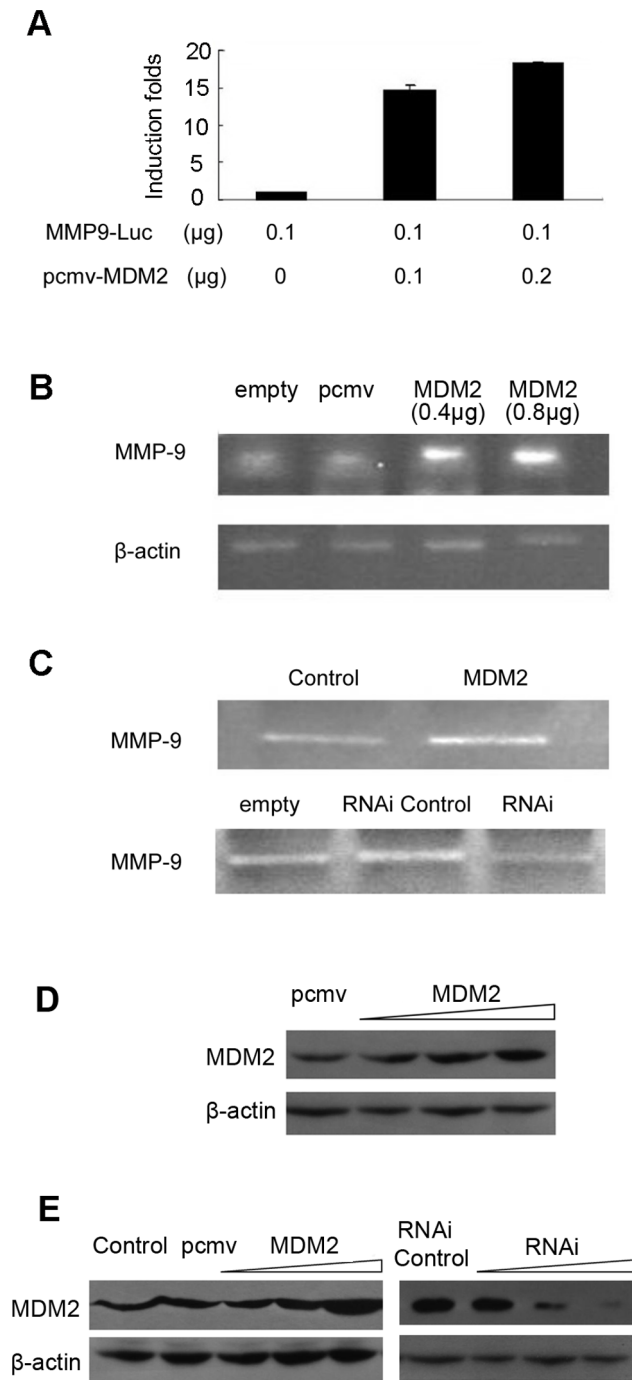 A
Induction folds
20
15
10
5
0
MMP9-Luc (µg) 0.1 0.1 0.1
pcmv-MDM2 (µg) 0 0.1 0.2
B
empty pcmv MDM2 MDM2
(0.4µg) (0.8µg)
MMP-9
β-actin
C
Control MDM2
MMP-9
empty RNAi Control RNAi
MMP-9
D
pcmv MDM2
MDM2
β-actin
E
Control pcmv MDM2
RNAi
Control RNAi
MDM2
β-actin